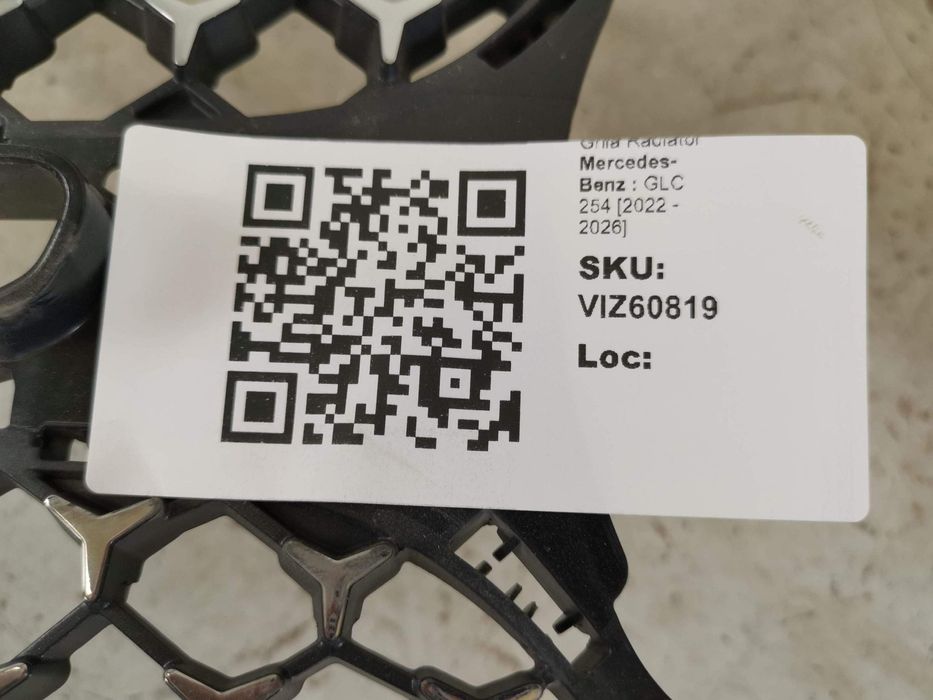 Grila Radiator
Mercedes-
Benz : GLC
254 [2022 -
2026]
SKU:
VIZ60819
Loc: